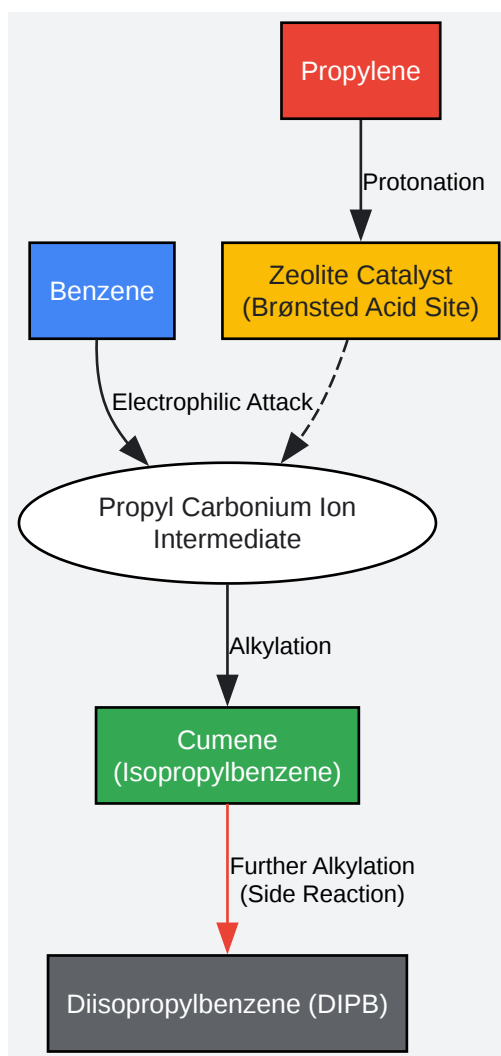 Propylene
Protonation
Benzene
Zeolite Catalyst
(Brønsted Acid Site)
Electrophilic Attack
Propyl Carbonium Ion
Intermediate
Alkylation
Cumene
(Isopropylbenzene)
Further Alkylation
(Side Reaction)
Diisopropylbenzene (DIPB)